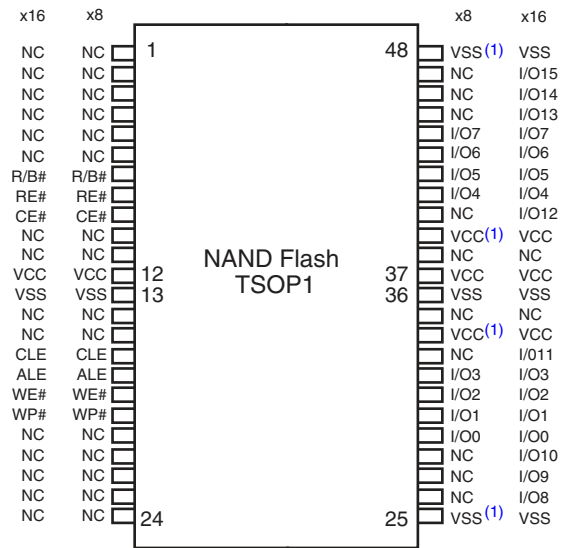 x16 x8 x8 x16
NC NC 1 48 VSS(1) VSS
NC NC NC I/O15
NC NC NC I/O14
NC NC NC I/O13
NC NC I/O7 I/O7
NC NC I/O6 I/O6
R/B# R/B# I/O5 I/O5
RE# RE# I/O4 I/O4
CE# CE# NC I/O12
NC NC VCC(1) VCC
NC NC NAND Flash NC NC
VCC VCC 12 TSOP1 37 VCC VCC
VSS VSS 13 36 VSS VSS
NC NC NC NC
NC NC VCC(1) VCC
CLE CLE NC I/011
ALE ALE I/O3 I/O3
WE# WE# I/O2 I/O2
WP# WP# I/O1 I/O1
NC NC I/O0 I/O0
NC NC NC I/O10
NC NC NC I/O9
NC NC NC I/O8
NC NC 24 25 VSS(1) VSS